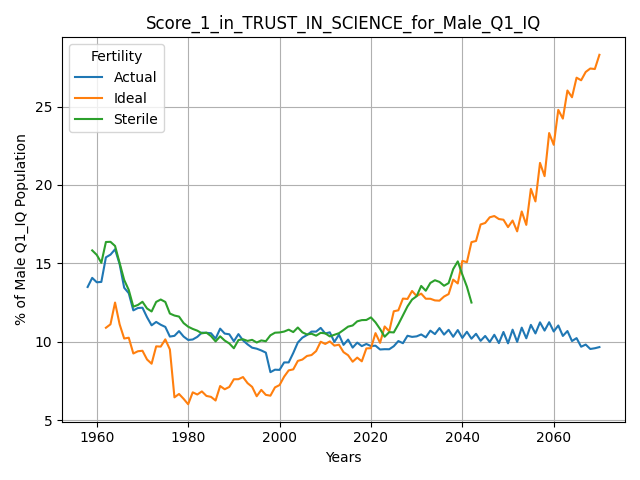 Score_1_in_TRUST_IN_SCIENCE_for_Male_Q1_IQ
Fertility
Actual
Ideal
Sterile
% of Male Q1_IQ Population
25
20
15
10
5
1960 1980 2000 2020 2040 2060
Years